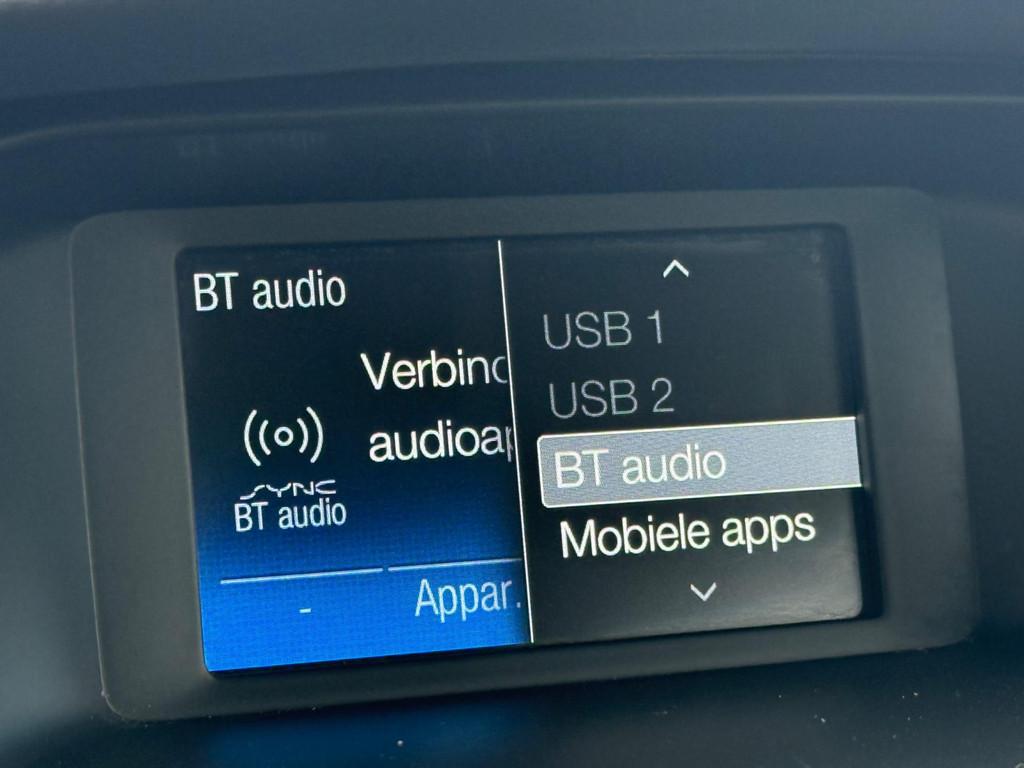 BT audio
Verbinc
audioap
SYNC
BT audio
-
Appar.
USB 1
USB 2
BT audio
Mobiele apps